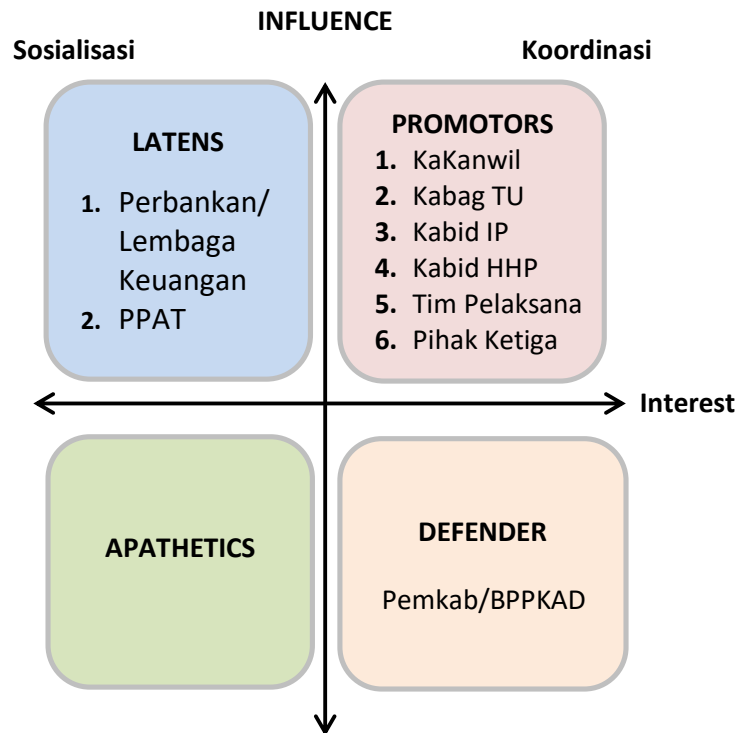 INFLUENCE
Sosialisasi
Koordinasi
LATENS
1. Perbankan/
Lembaga
Keuangan
2. PPAT
PROMOTORS
1. KaKanwil
2. Kabag TU
3. Kabid IP
4. Kabid HHP
5. Tim Pelaksana
6. Pihak Ketiga
Interest
APATHETICS
DEFENDER
Pemkab/BPPKAD